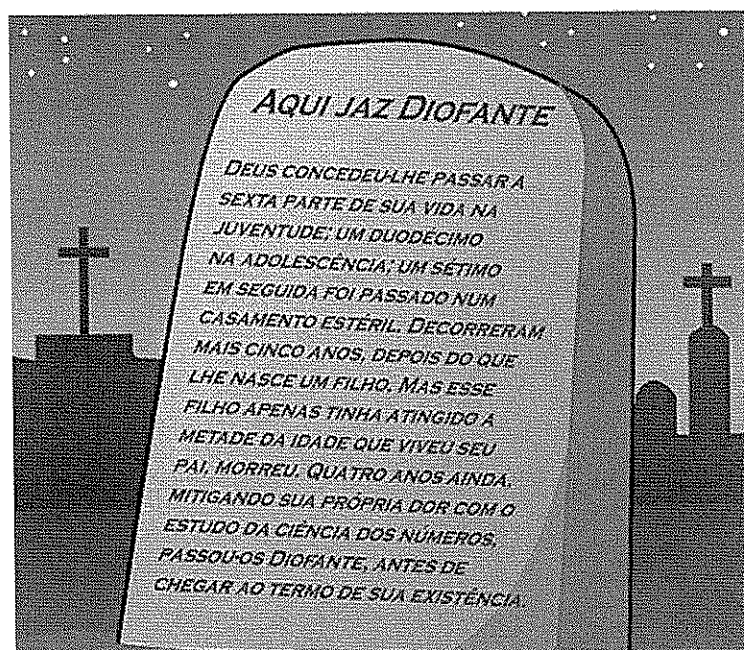 AQUI JAZ DIOFANTE
DEUS CONCEDEU-LHE PASSAR A
SEXTA PARTE DE SUA VIDA NA
JUVENTUDE; UM DUODÉCIMO
NA ADOLESCÊNCIA; UM SÉTIMO
EM SEGUIDA FOI PASSADO NUM
CASAMENTO ESTÉRIL. DECORRERAM
MAIS CINCO ANOS, DEPOIS DO QUE
LHE NASCE UM FILHO. MAS ESSE
FILHO APENAS TINHA ATINGIDO A
METADE DA IDADE QUE VIVEU SEU
PAI, MORREU. QUATRO ANOS AINDA,
MITIGANDO SUA PRÓPRIA DOR COM O
ESTUDO DA CIÊNCIA DOS NÚMEROS,
PASSOU-OS DIOFANTE, ANTES DE
CHEGAR AO TERMO DE SUA EXISTÊNCIA